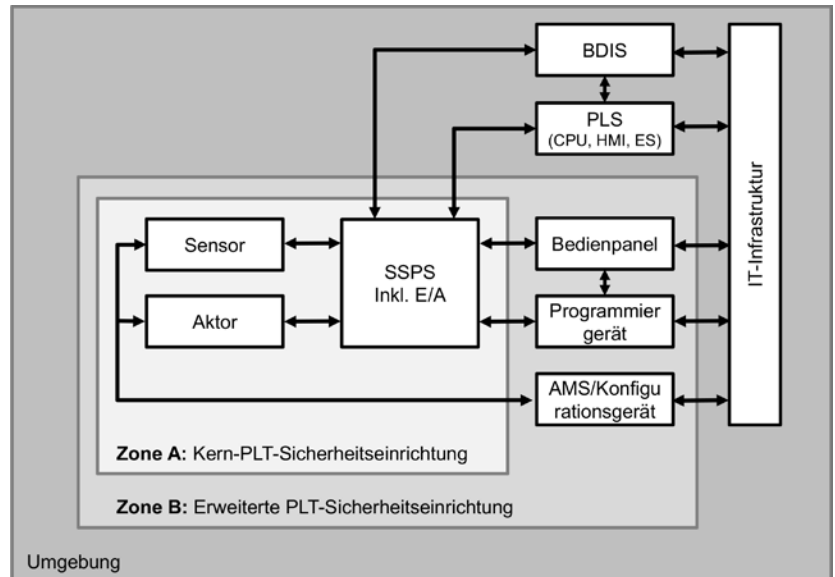 BDIS
PLS
(CPU, HMI, ES)
IT-Infrastruktur
Sensor
SSPS
Inkl. E/A
Bedienpanel
Aktor
Programmier
gerät
AMS/Konfigu
rationsgerät
Zone A: Kern-PLT-Sicherheitseinrichtung
Zone B: Erweiterte PLT-Sicherheitseinrichtung
Umgebung